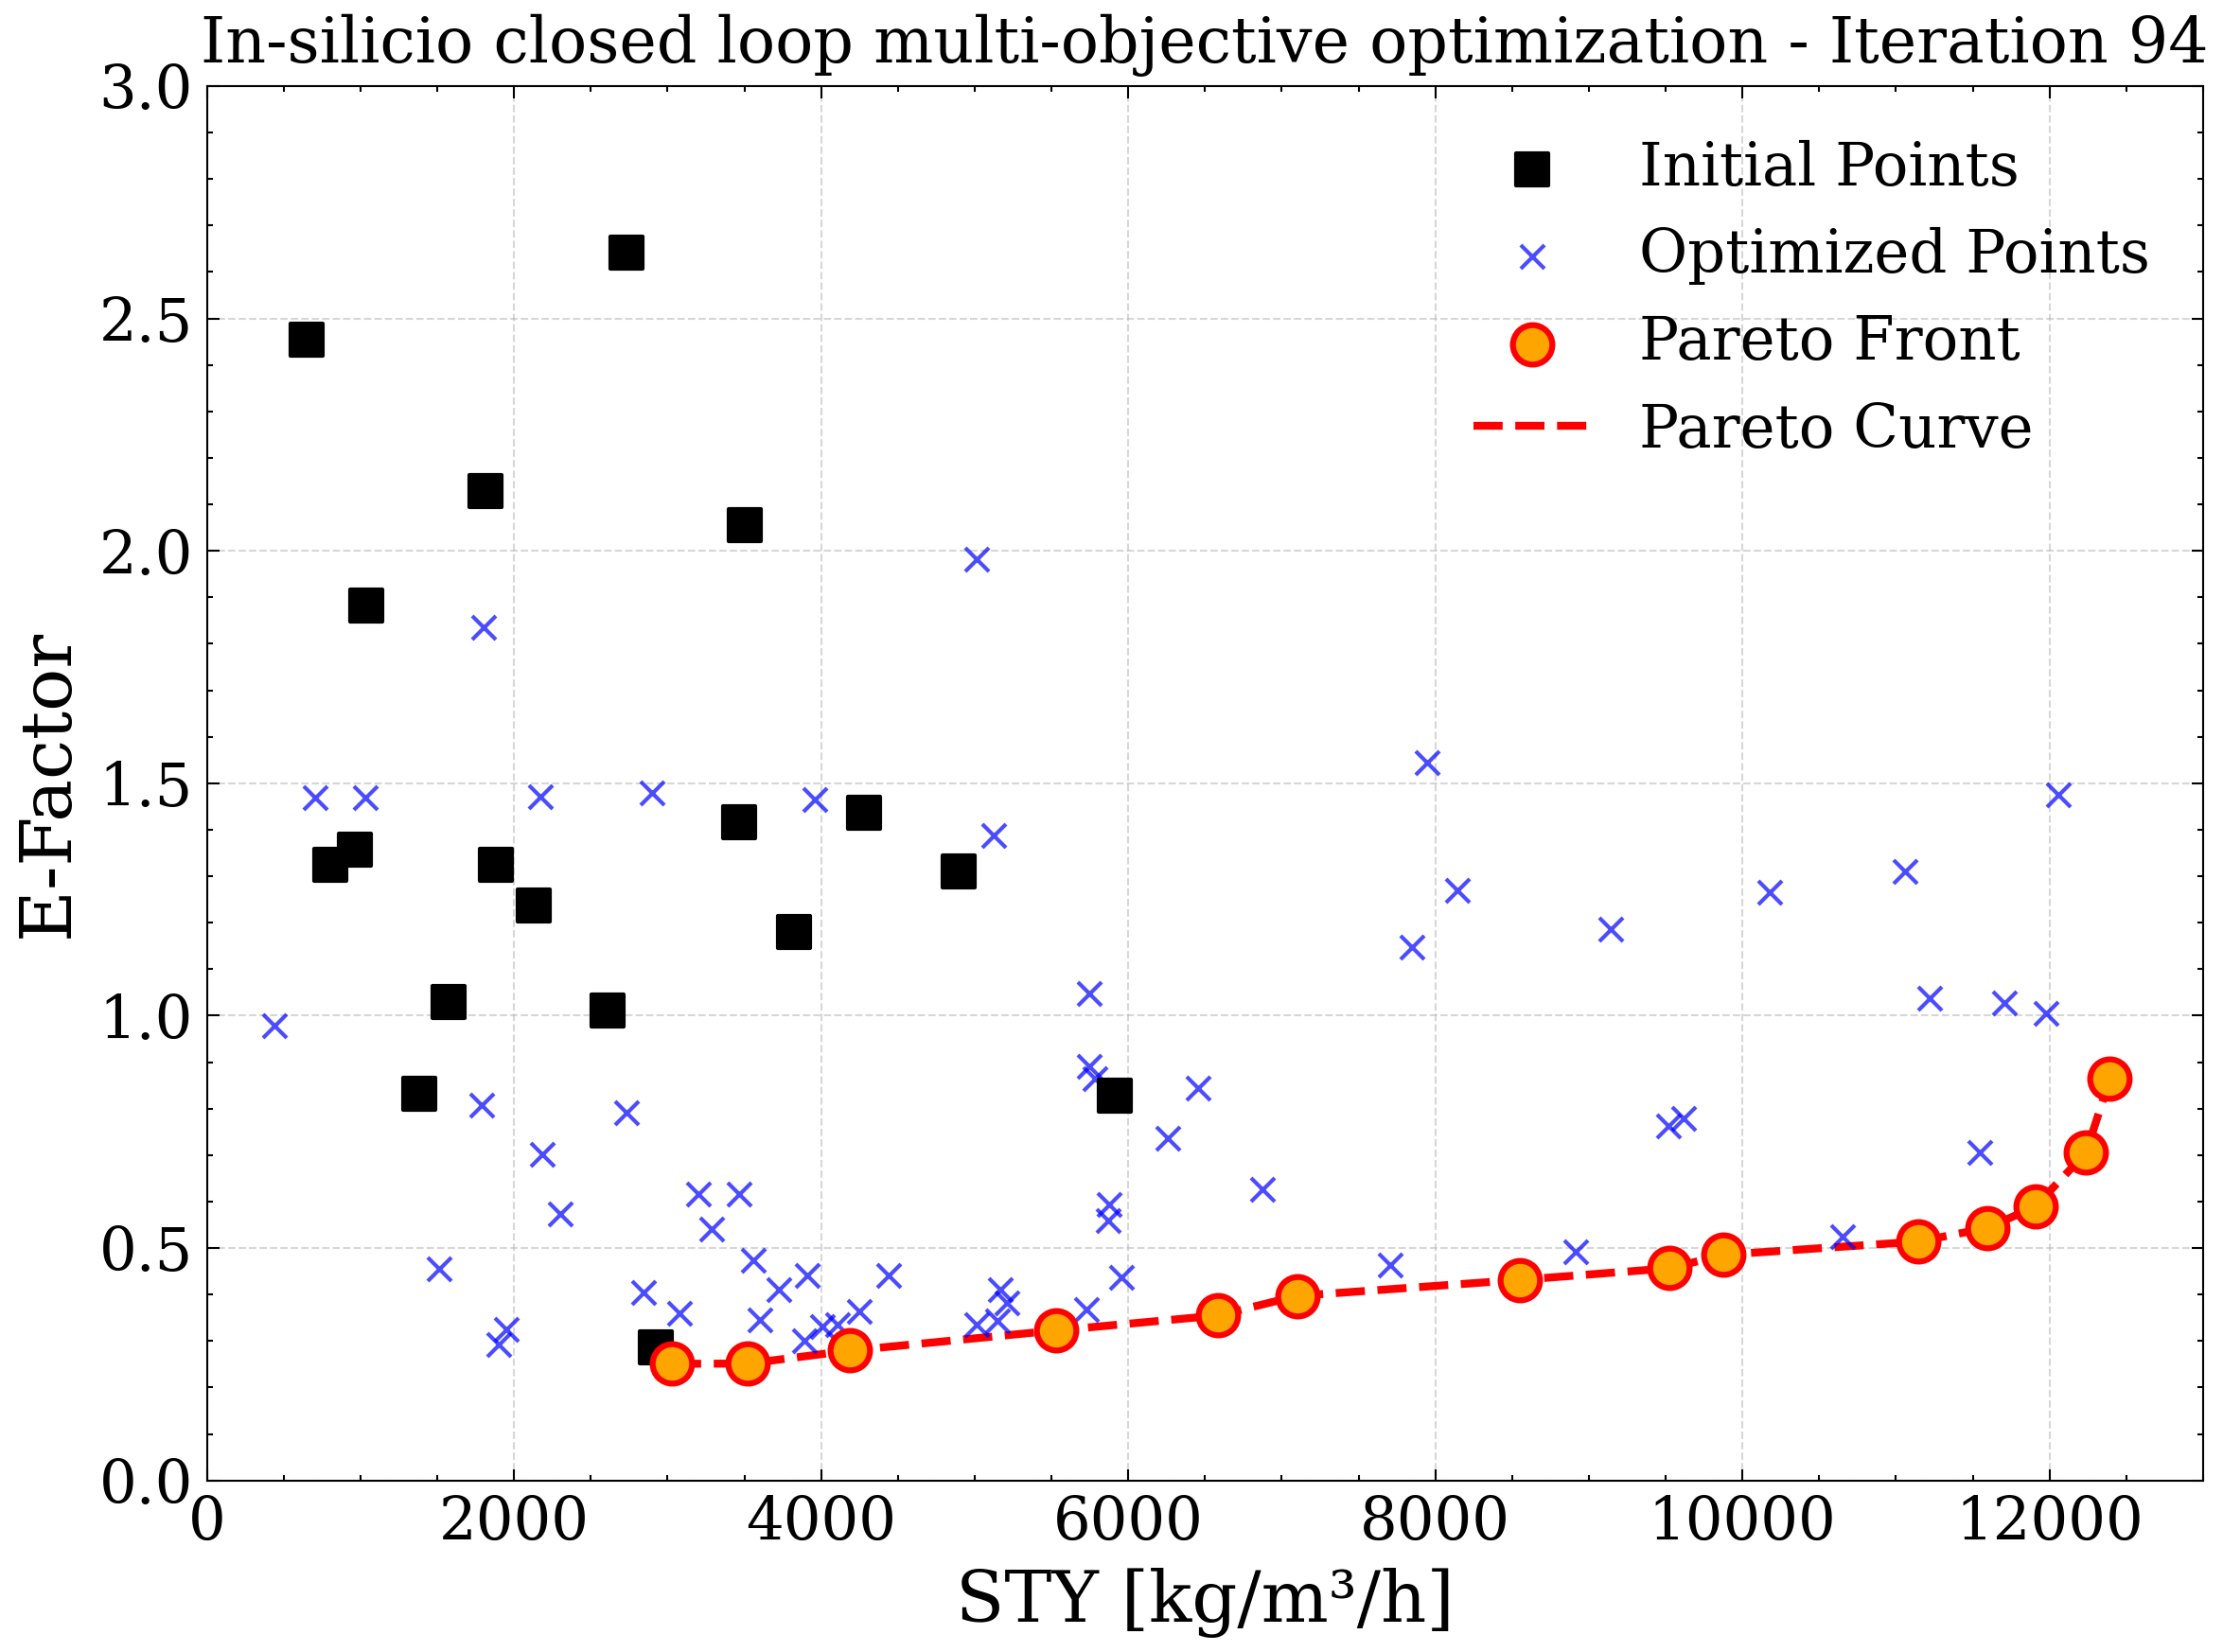 In-silicio closed loop multi-objective optimization - Iteration 94
3.0
2.5
2.0
1.5
1.0
0.5
0.0
E-Factor
Initial Points
Optimized Points
Pareto Front
Pareto Curve
0 2000 4000 6000 8000 10000 12000
STY [kg/m³/h]